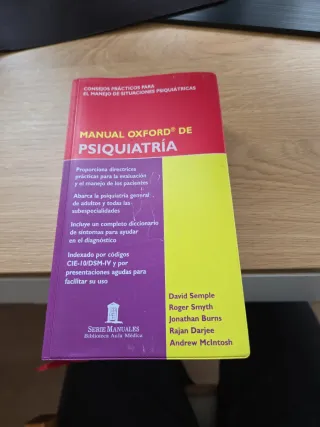 CONSEJOS PRÁCTICOS PARA
EL MANEJO DE SITUACIONES PSIQUIÁTRICAS
MANUAL OXFORD® DE
PSIQUIATRÍA
Proporciona directrices
prácticas para la evaluación
y el manejo de los pacientes
Abarca la psiquiatría general
de adultos y todas las
subespecialidades
Incluye un completo diccionario
de síntomas para ayudar
en el diagnóstico
Indexado por códigos
CIE-10/DSM-IV y por
presentaciones agudas para
facilitar su uso
David Semple
Roger Smyth
Jonathan Burns
Rajan Darjee
Andrew McIntosh
SERIE MANUALES
Biblioteca Aula Médica